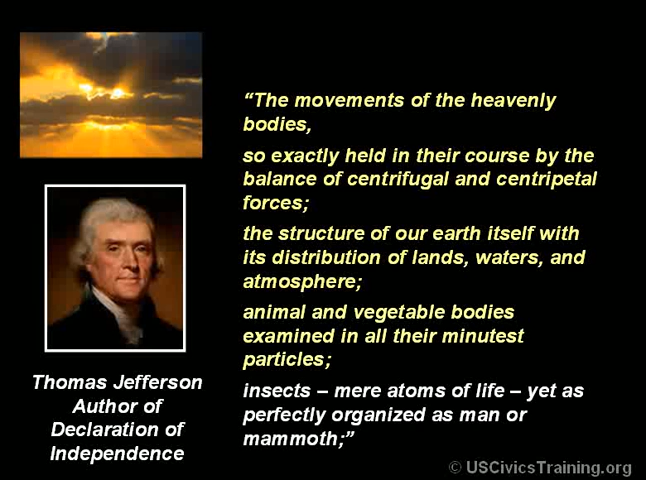 “The movements of the heavenly
bodies,
so exactly held in their course by the
balance of centrifugal and centripetal
forces;
the structure of our earth itself with
its distribution of lands, waters, and
atmosphere;
animal and vegetable bodies
examined in all their minutest
particles;
insects – mere atoms of life – yet as
perfectly organized as man or
mammoth;”
Thomas Jefferson
Author of
Declaration of
Independence
© USCivicsTraining.org